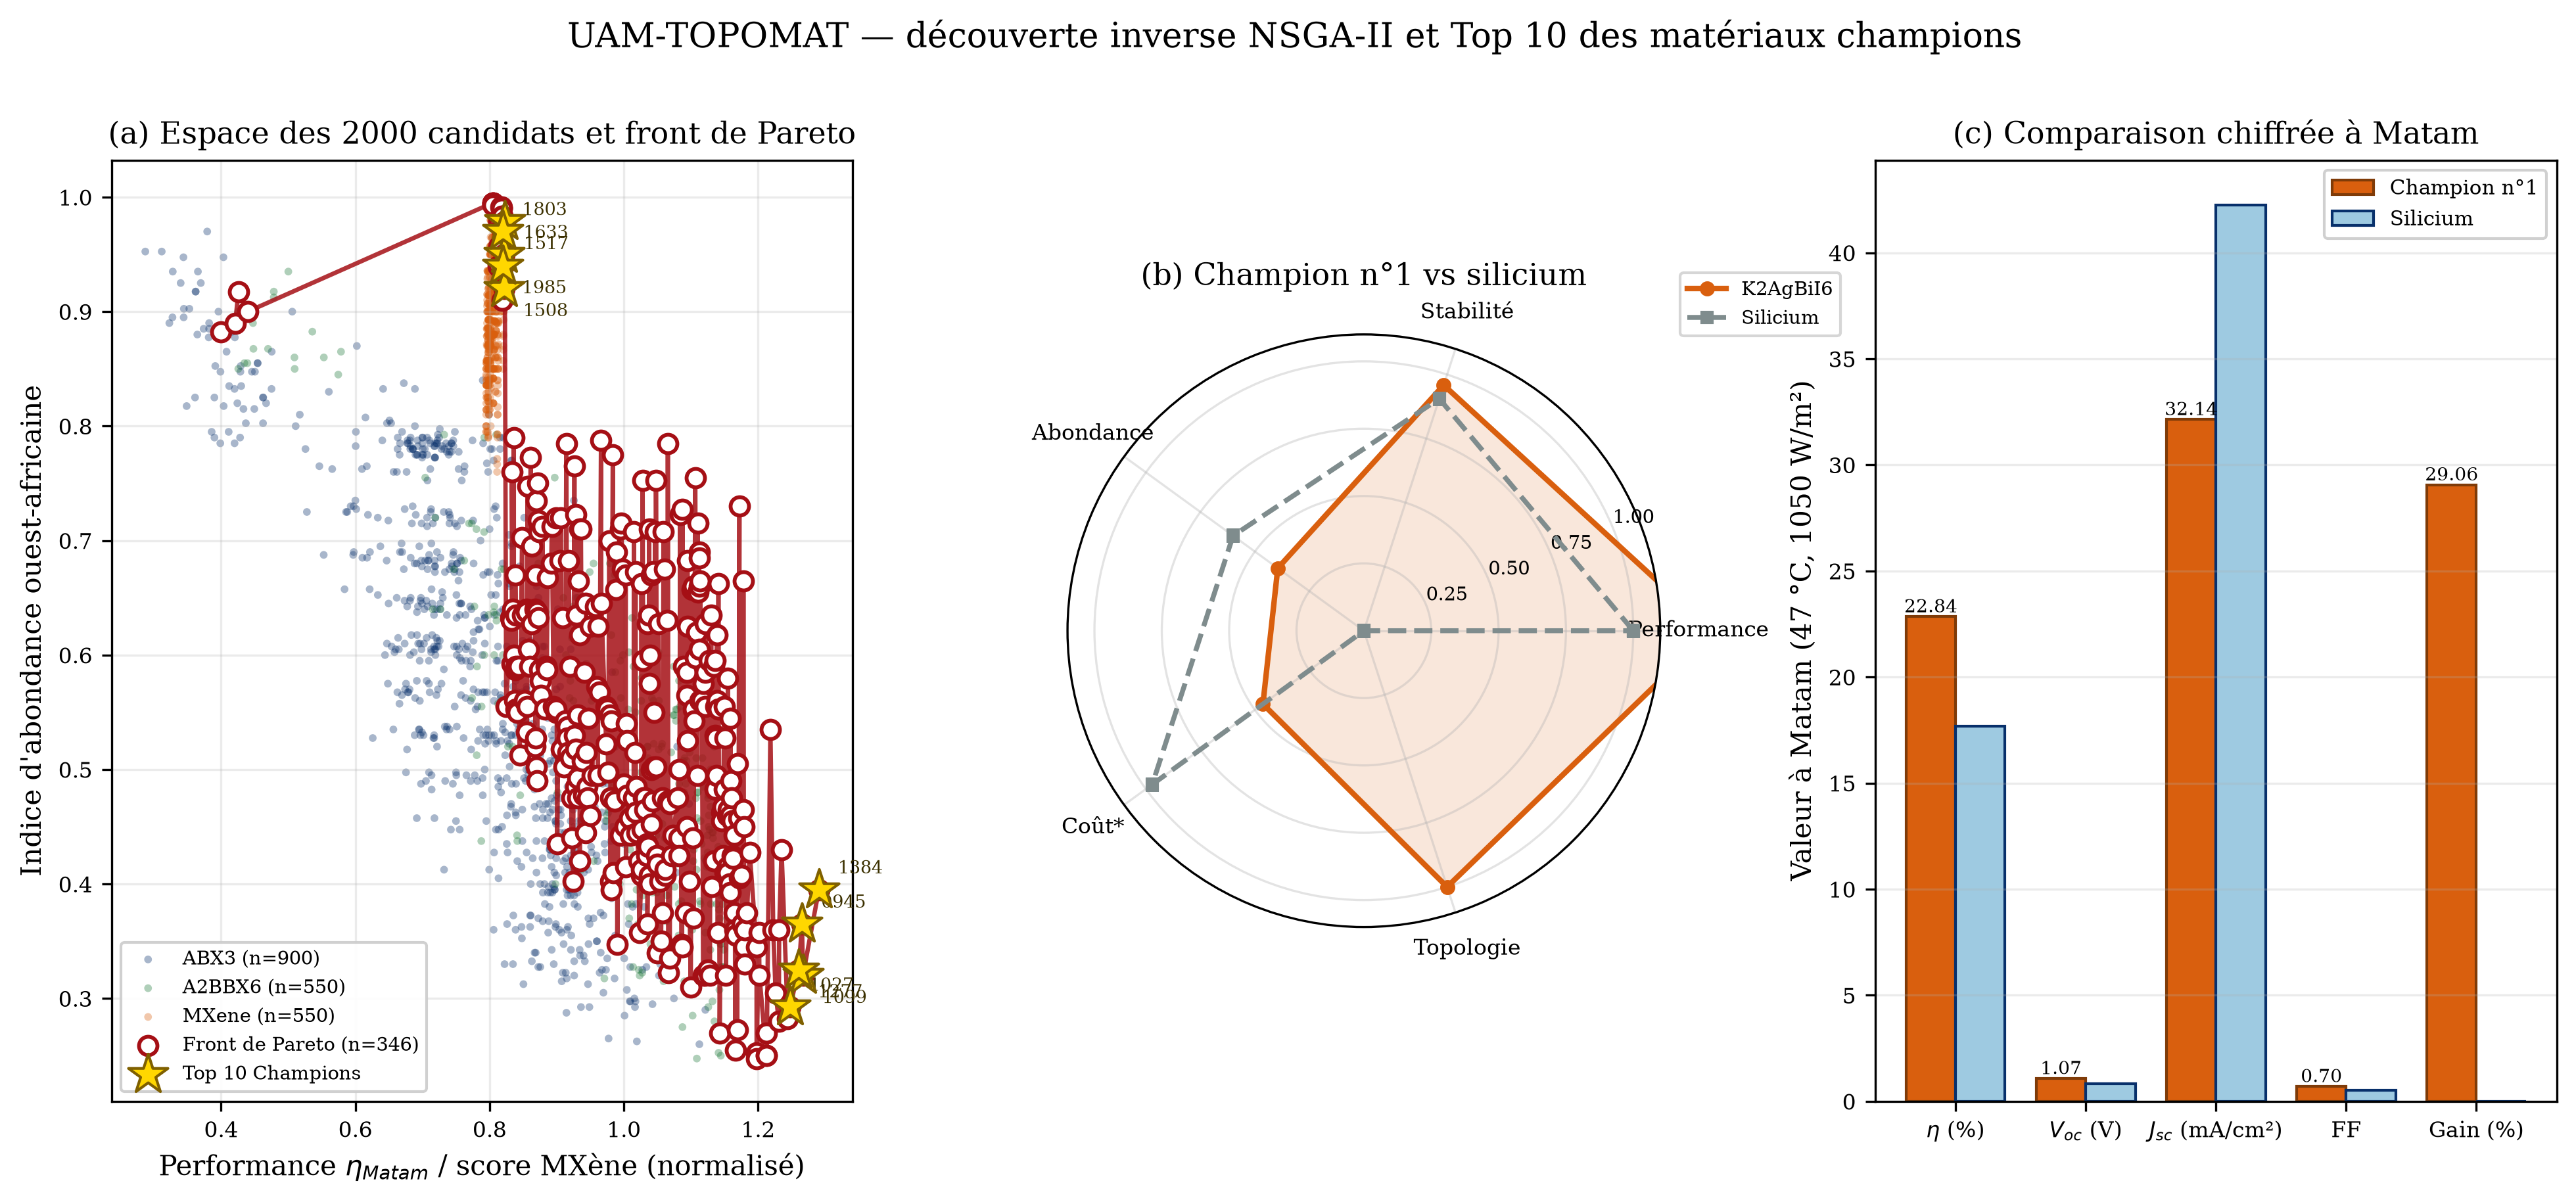 UAM-TOPOMAT — découverte inverse NSGA-II et Top 10 des matériaux champions
(a) Espace des 2000 candidats et front de Pareto
Indice d'abondance ouest-africaine
1.0
0.9
0.8
0.7
0.6
0.5
0.4
0.3
0.4
0.6
0.8
1.0
1.2
Performance ηMatam / score MXène (normalisé)
1803
1633
1517
1985
1508
1384
1099
ABX3 (n=900)
A2BBX6 (n=550)
MXene (n=550)
Front de Pareto (n=346)
Top 10 Champions
(b) Champion n°1 vs silicium
K2AgBiI6
Silicium
Stabilité
Abondance
Performance
Coût*
Topologie
0.25
0.50
0.75
1.00
(c) Comparaison chiffrée à Matam
Valeur à Matam (47 °C, 1050 W/m²)
40
35
30
25
20
15
10
5
0
Champion n°1
Silicium
22.84
1.07
32.14
0.70
29.06
η (%)
Voc (V)
Jsc (mA/cm²)
FF
Gain (%)